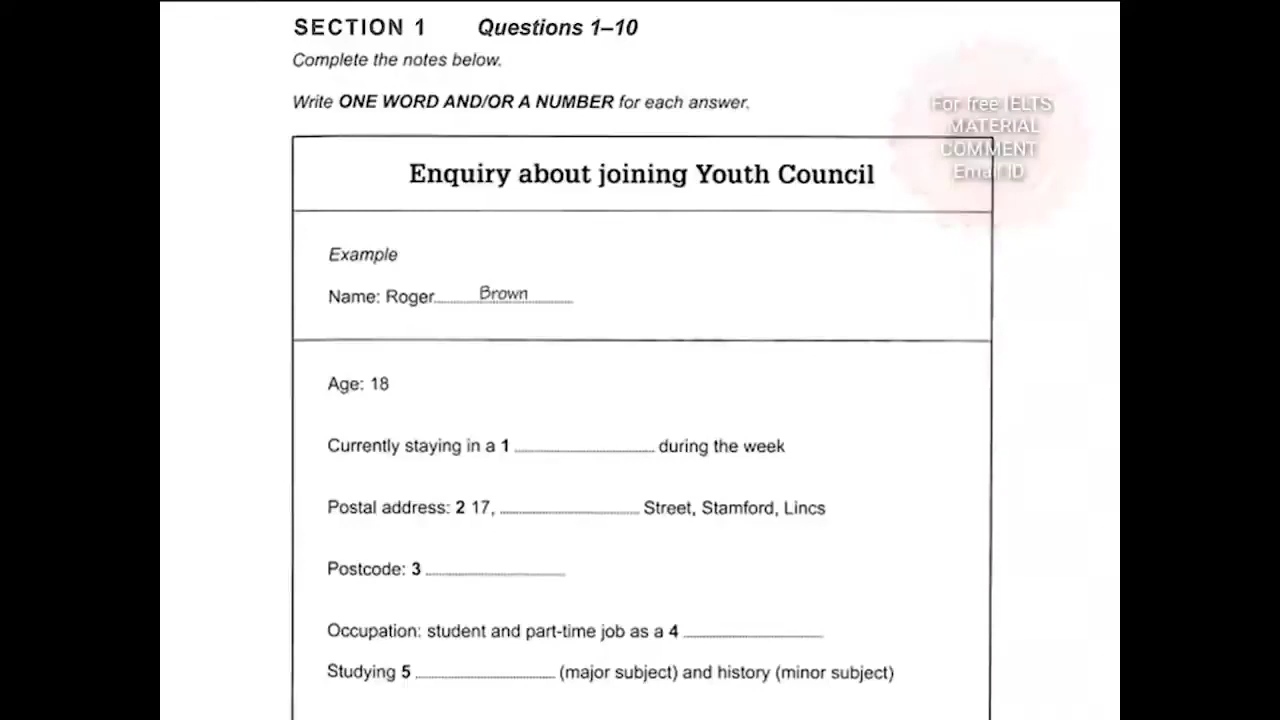 SECTION 1 Questions 1–10
Complete the notes below.
Write ONE WORD AND/OR A NUMBER for each answer.
For free IELTS
MATERIAL
COMMENT
Email ID
Enquiry about joining Youth Council
Example
Name: Roger Brown
Age: 18
Currently staying in a 1 during the week
Postal address: 2 17, Street, Stamford, Lincs
Postcode: 3
Occupation: student and part-time job as a 4
Studying 5 (major subject) and history (minor subject)